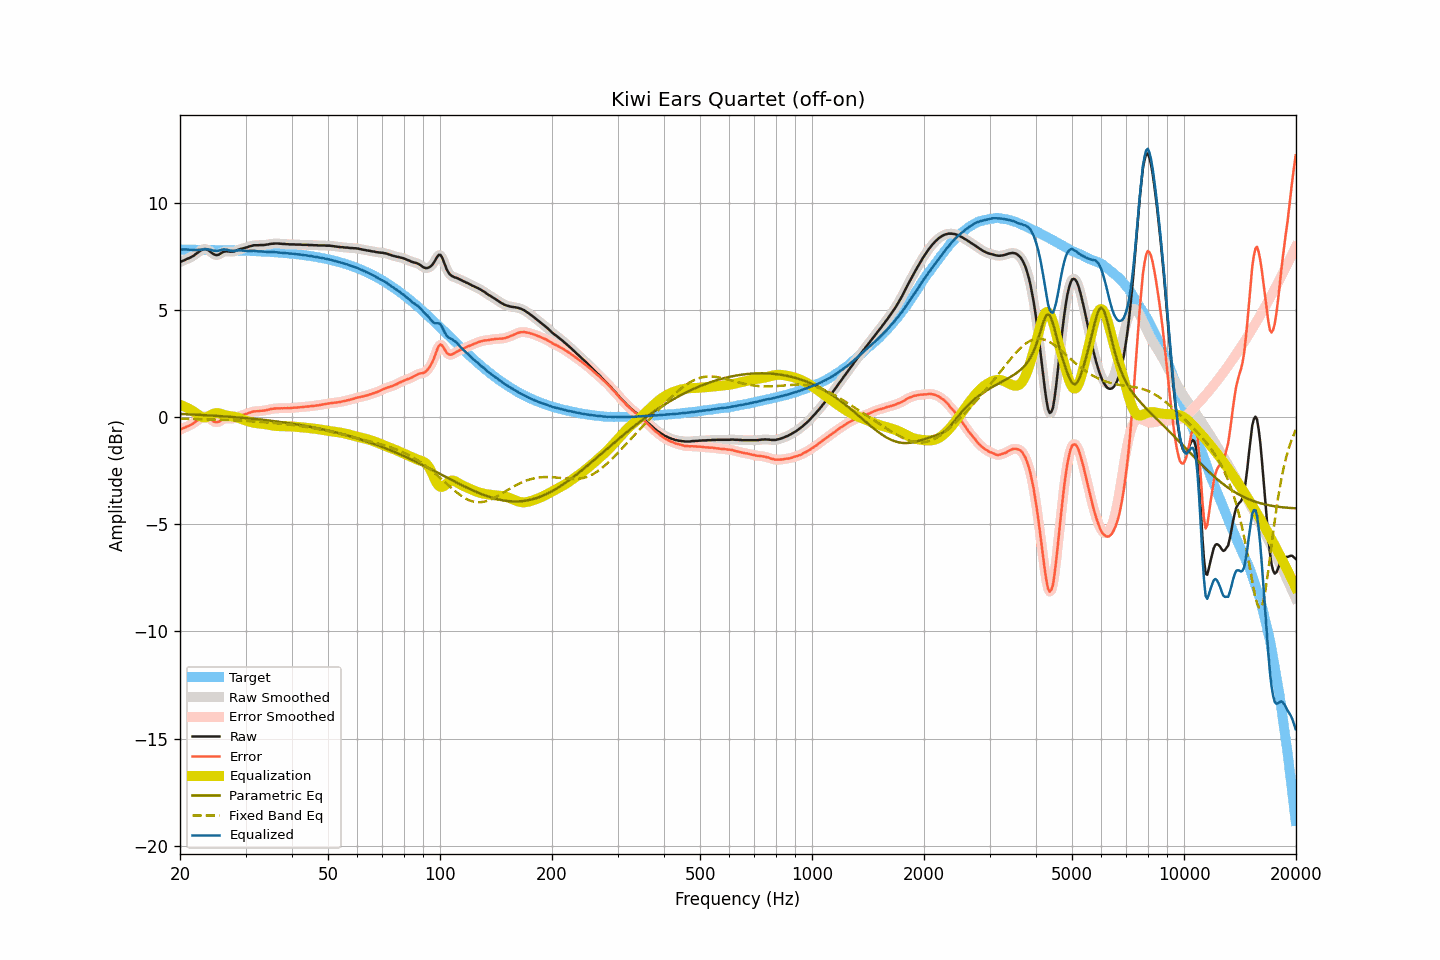 Kiwi Ears Quartet (off-on)
Amplitude (dBr)
10
5
0
−5
−10
−15
−20
Target
Raw Smoothed
Error Smoothed
Raw
Error
Equalization
Parametric Eq
Fixed Band Eq
Equalized
20 50 100 200 500 1000 2000 5000 10000 20000
Frequency (Hz)